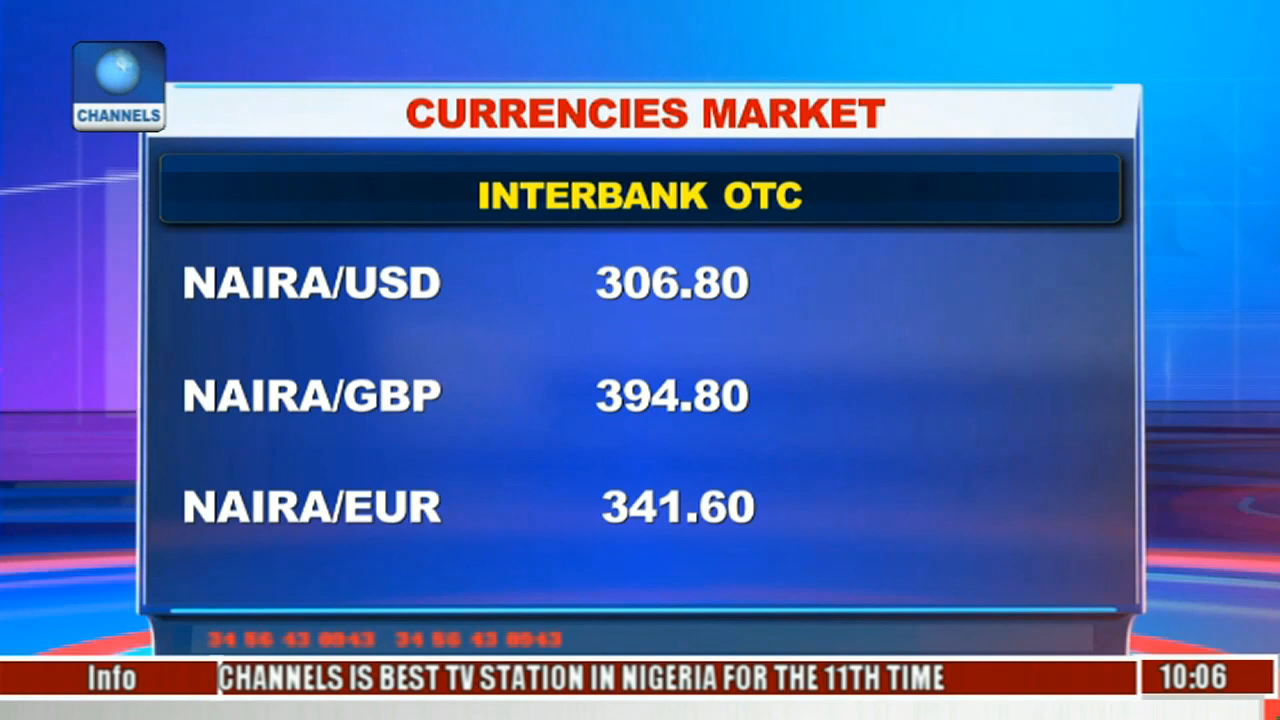 CHANNELS
CURRENCIES MARKET
INTERBANK OTC
NAIRA/USD 306.80
NAIRA/GBP 394.80
NAIRA/EUR 341.60
Info CHANNELS IS BEST TV STATION IN NIGERIA FOR THE 11TH TIME 10:06